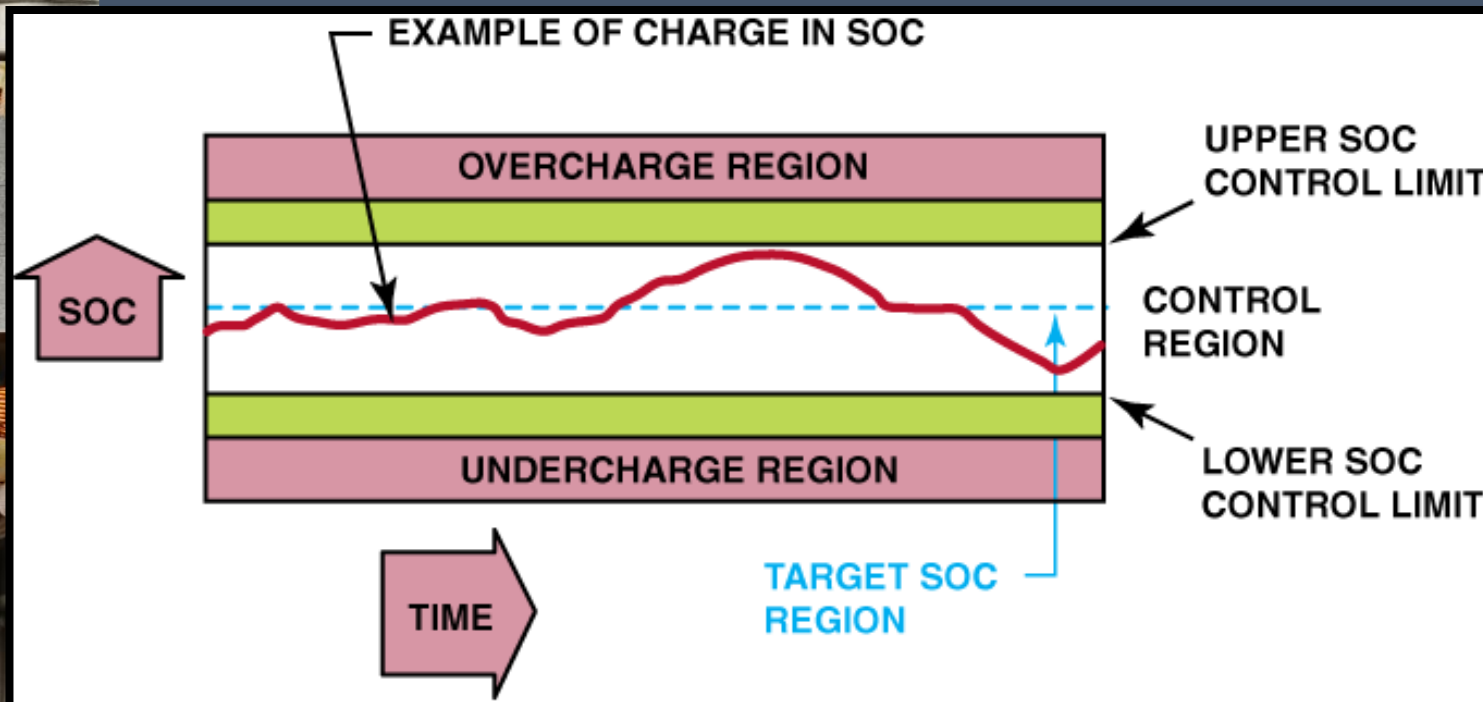 EXAMPLE OF CHARGE IN SOC
OVERCHARGE REGION
UPPER SOC
CONTROL LIMIT
SOC
CONTROL
REGION
UNDERCHARGE REGION
LOWER SOC
CONTROL LIMIT
TARGET SOC
REGION
TIME